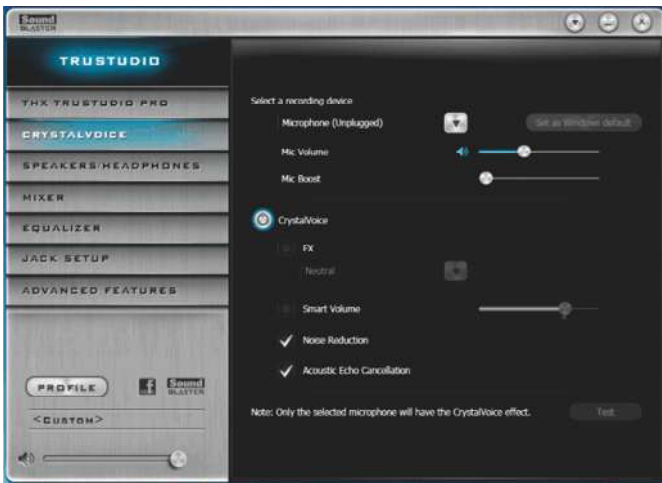 Sound
BLASTER
TRUSTUDIO
THX TRUSTUDIO PRO
CRYSTALVOICE
SPEAKERS/HEADPHONES
MIXER
EQUALIZER
JACK SETUP
ADVANCED FEATURES
PROFILE
f
Sound
BLASTER
<CUSTOM>
Select a recording device
Microphone (Unplugged)
Set as Windows default
Mic Volume
Mic Boost
CrystalVoice
FX
Neutral
Smart Volume
Noise Reduction
Acoustic Echo Cancellation
Note: Only the selected microphone will have the CrystalVoice effect.
Test